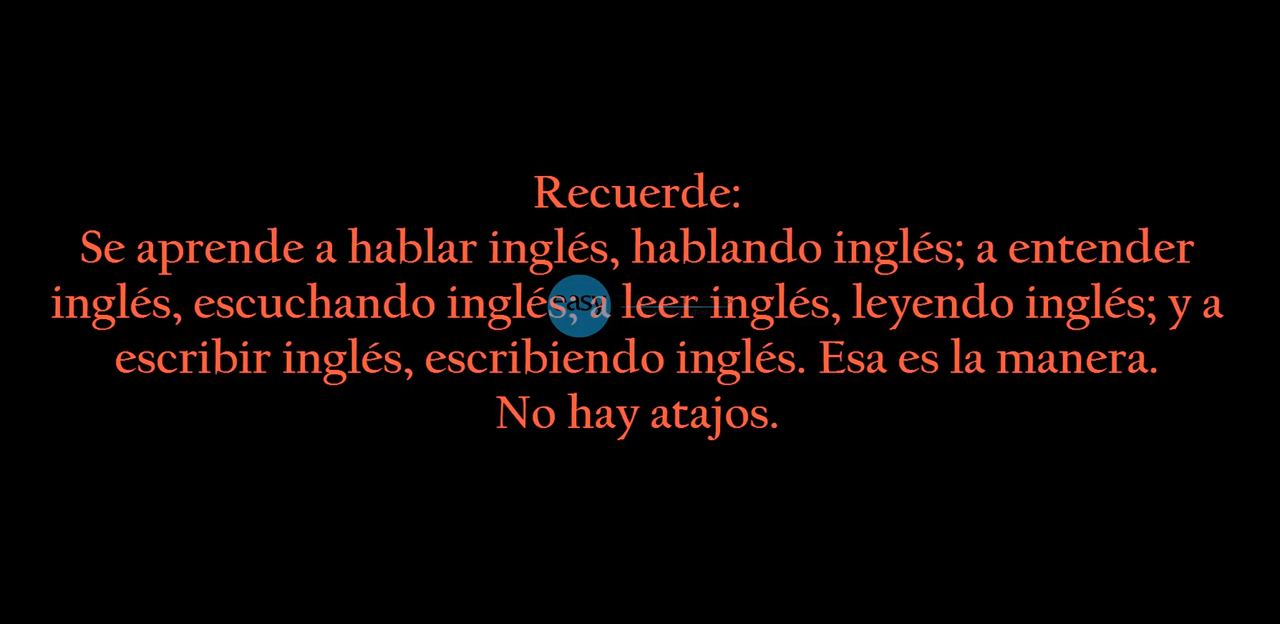 Recuerde:
Se aprende a hablar inglés, hablando inglés; a entender
inglés, escuchando inglés; a leer inglés, leyendo inglés; y a
escribir inglés, escribiendo inglés. Esa es la manera.
No hay atajos.
easy